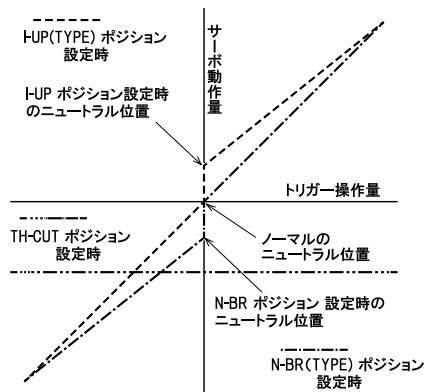 I-UP(TYPE) ポジション
設定時
サーボ動作量
I-UP ポジション設定時
のニュートラル位置
トリガー操作量
TH-CUT ポジション
設定時
ノーマルの
ニュートラル位置
N-BR ポジション 設定時の
ニュートラル位置
N-BR(TYPE) ポジション
設定時